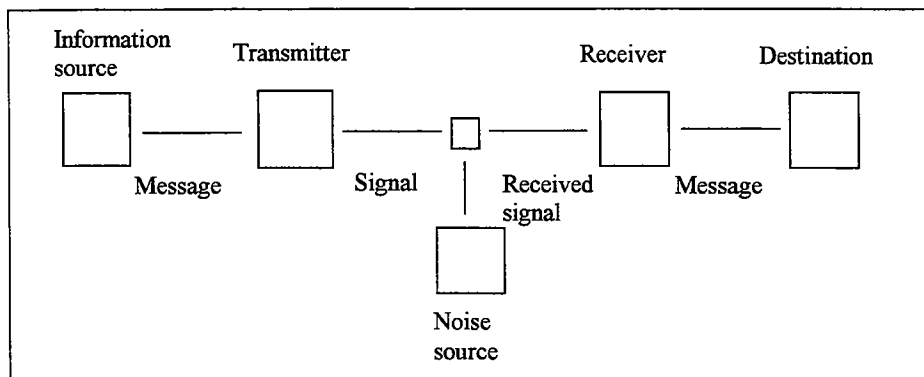 Information
source
Transmitter
Receiver
Destination
Message
Signal
Received
signal
Message
Noise
source